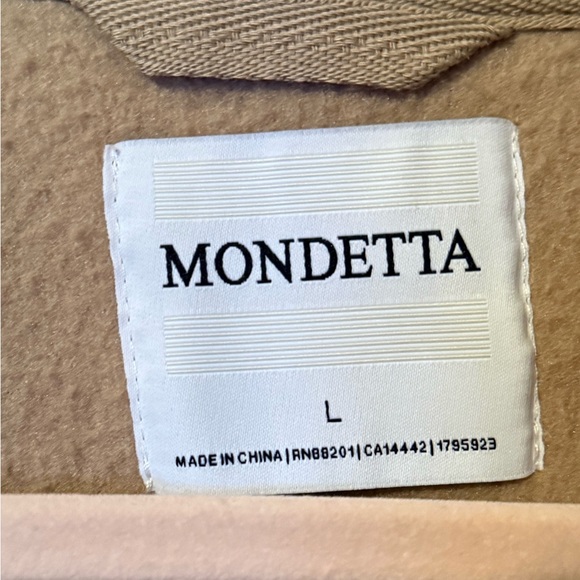 MONDETTA
L
MADE IN CHINA | RN88201 | CA14442 | 1795923